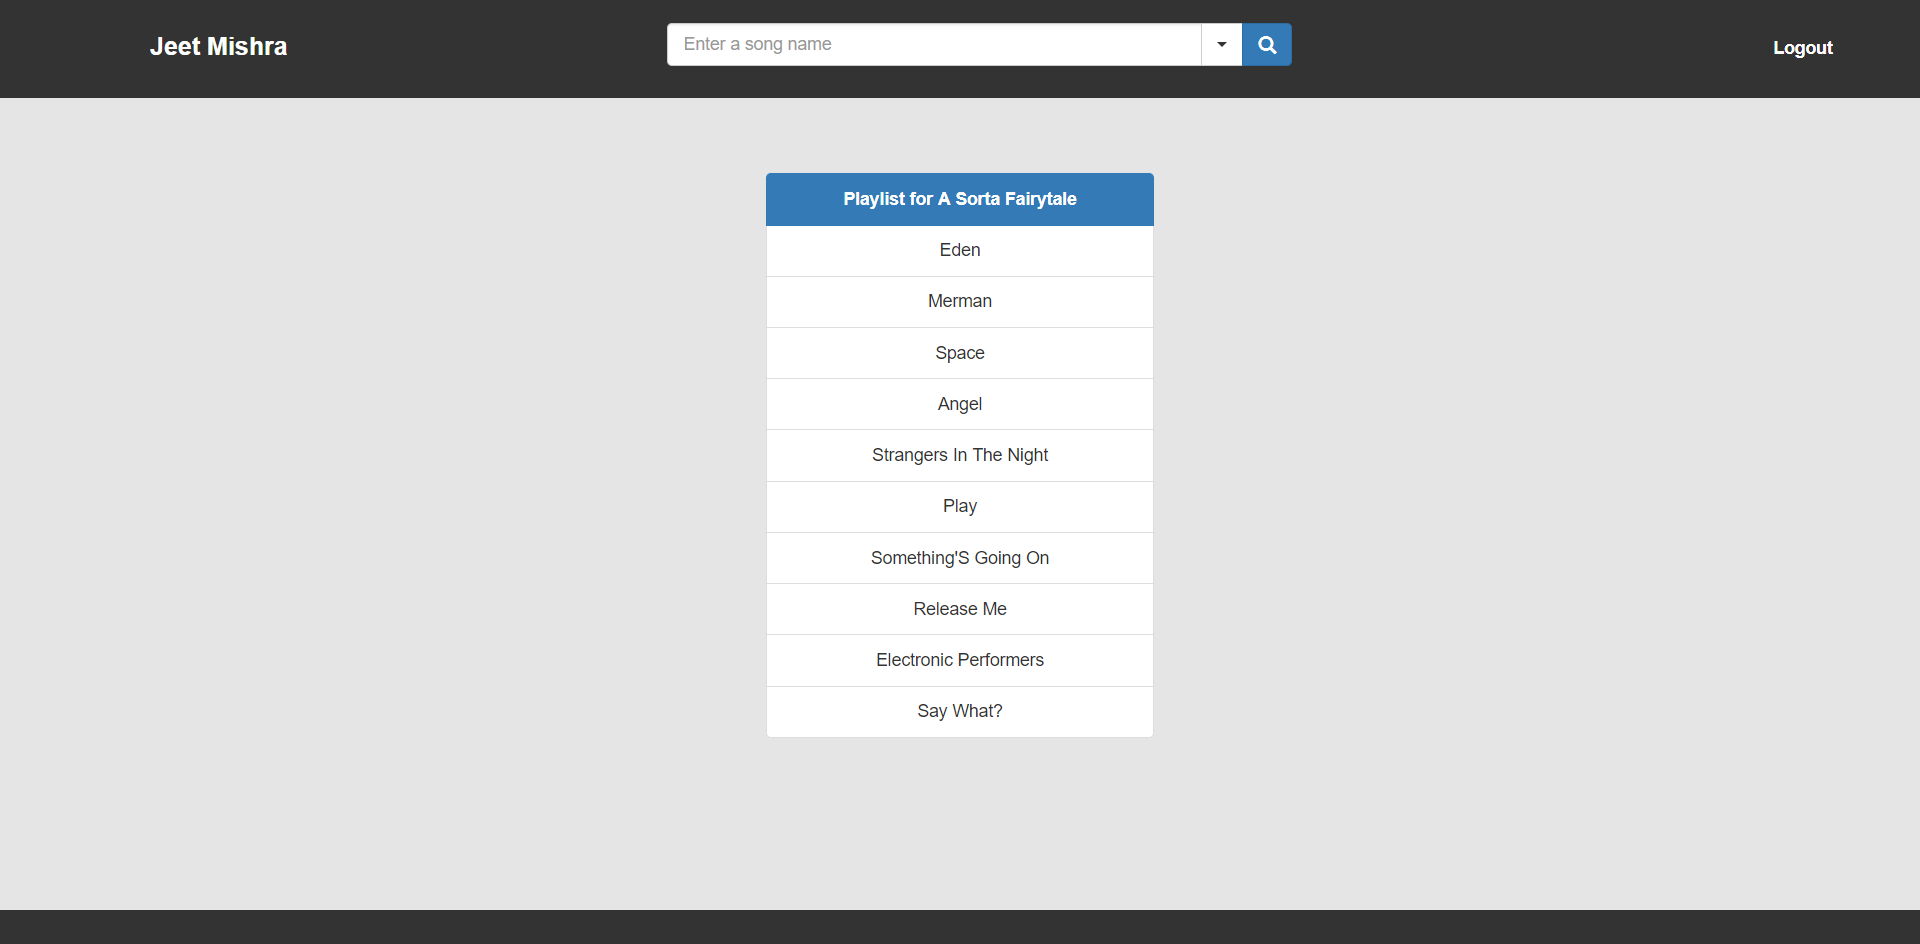 Jeet Mishra
Enter a song name
Logout
Playlist for A Sorta Fairytale
Eden
Merman
Space
Angel
Strangers In The Night
Play
Something'S Going On
Release Me
Electronic Performers
Say What?